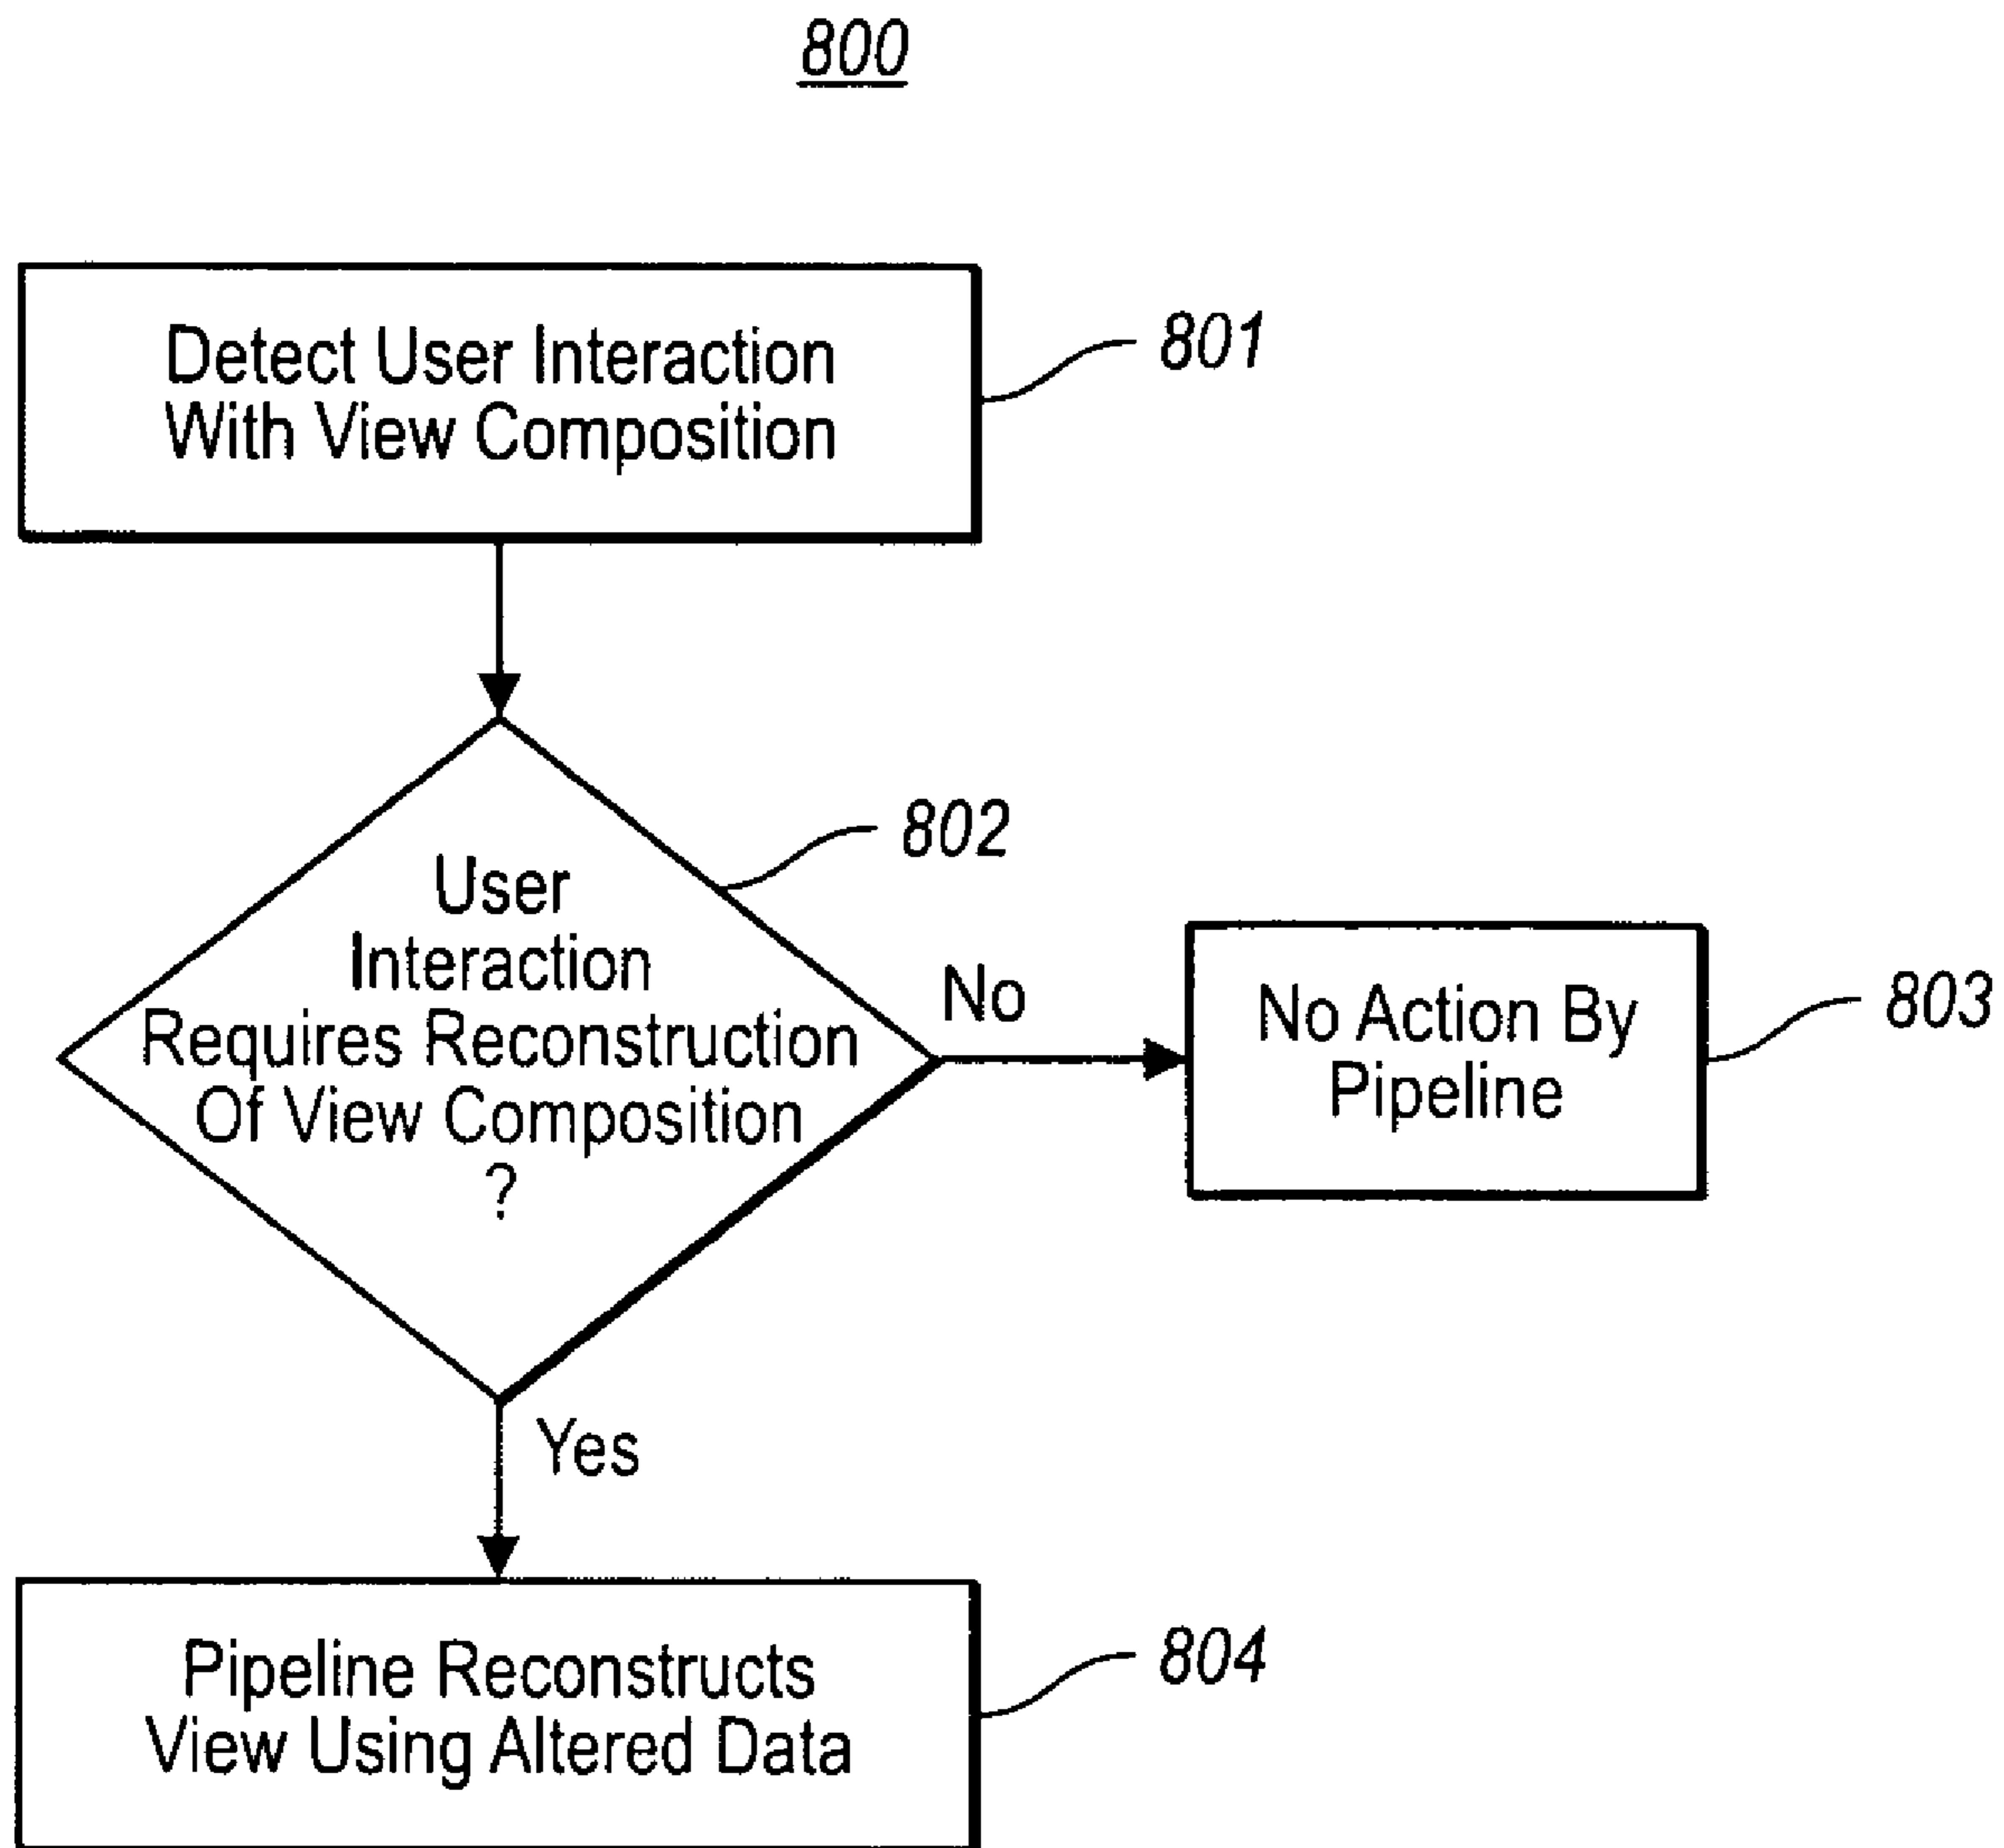 800
Detect User Interaction
With View Composition
801
802
User
Interaction
Requires Reconstruction
Of View Composition
?
No
No Action By
Pipeline
803
Yes
Pipeline Reconstructs
View Using Altered Data
804